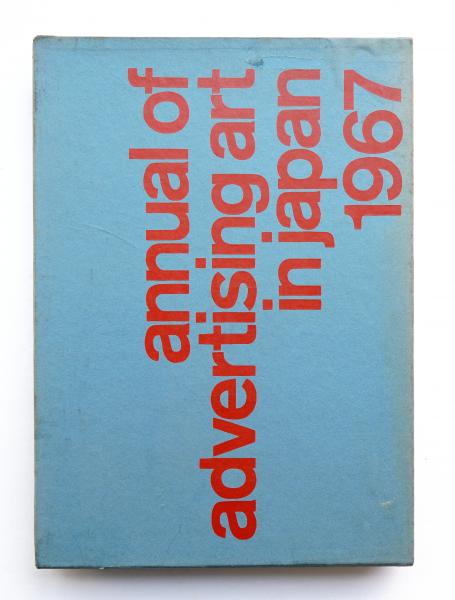 annual of
advertising art
in japan
1967